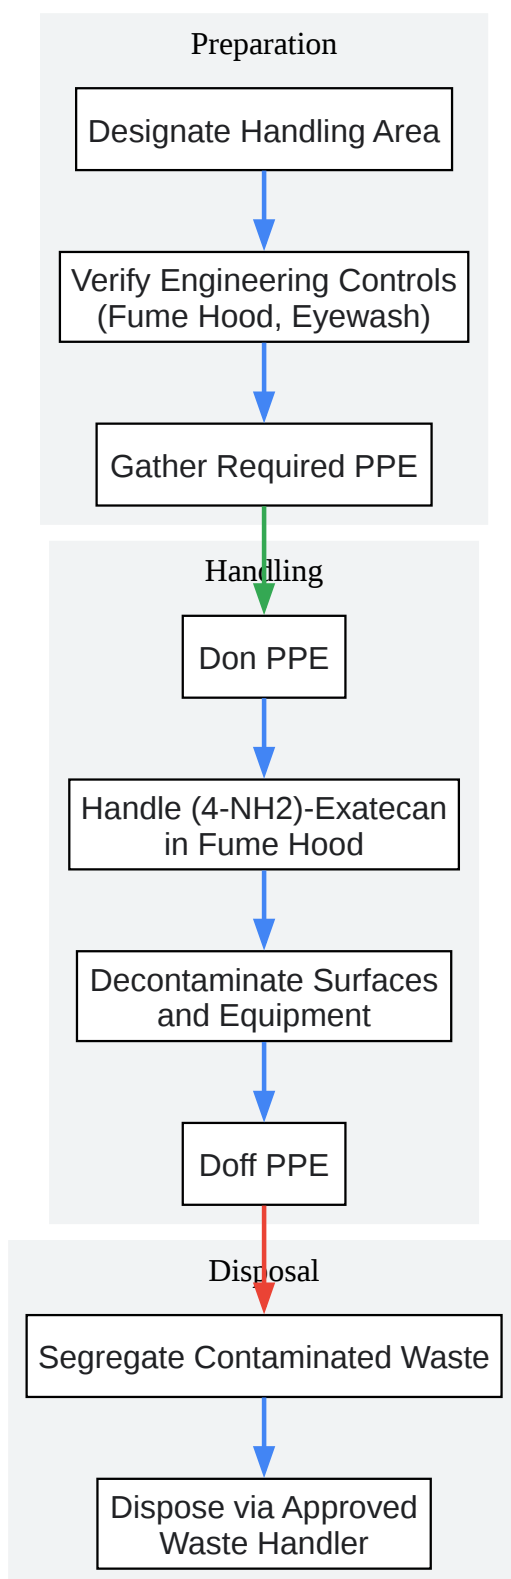 Preparation
Designate Handling Area
Verify Engineering Controls
(Fume Hood, Eyewash)
Gather Required PPE
Handling
Don PPE
Handle (4-NH2)-Exatecan
in Fume Hood
Decontaminate Surfaces
and Equipment
Doff PPE
Disposal
Segregate Contaminated Waste
Dispose via Approved
Waste Handler